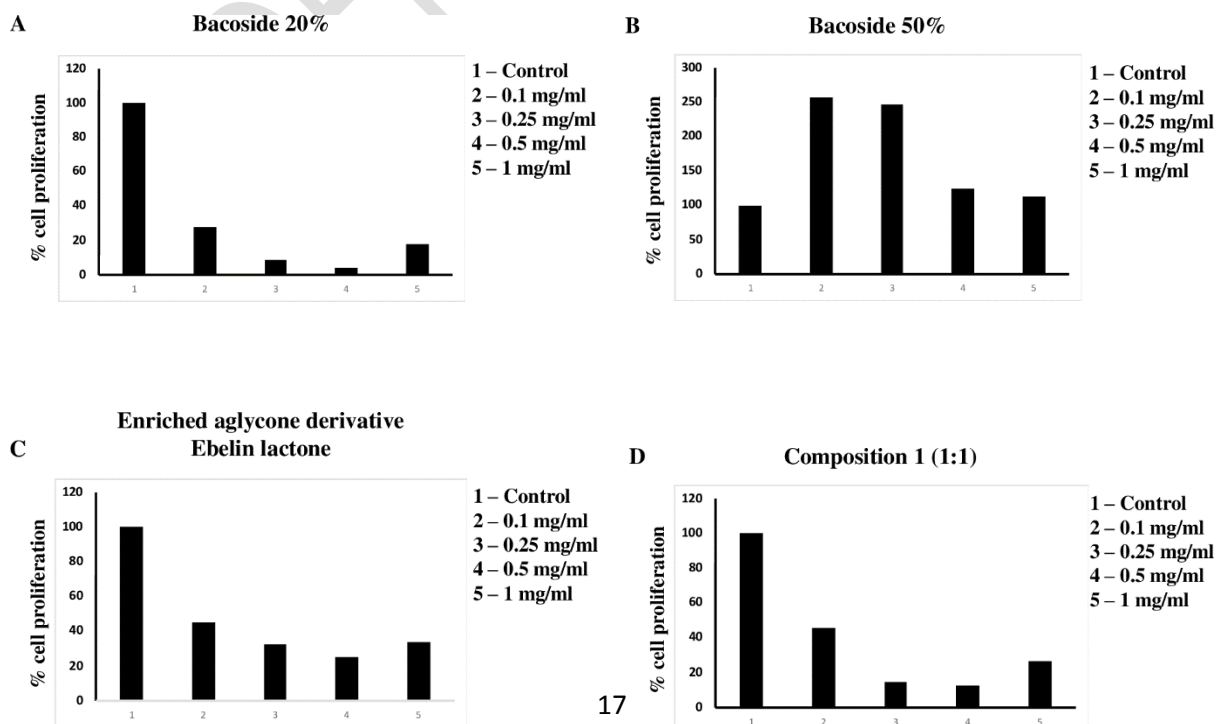 A
Bacoside 20%
120
100
80
60
40
20
0
% cell proliferation
1 2 3 4 5
1 – Control
2 – 0.1 mg/ml
3 – 0.25 mg/ml
4 – 0.5 mg/ml
5 – 1 mg/ml
B
Bacoside 50%
300
250
200
150
100
50
0
% cell proliferation
1 2 3 4 5
1 – Control
2 – 0.1 mg/ml
3 – 0.25 mg/ml
4 – 0.5 mg/ml
5 – 1 mg/ml
C
Enriched aglycone derivative
Ebelin lactone
120
100
80
60
40
20
0
% cell proliferation
1 2 3 4 5
1 – Control
2 – 0.1 mg/ml
3 – 0.25 mg/ml
4 – 0.5 mg/ml
5 – 1 mg/ml
D
Composition 1 (1:1)
120
100
80
60
40
20
0
% cell proliferation
1 2 3 4 5
1 – Control
2 – 0.1 mg/ml
3 – 0.25 mg/ml
4 – 0.5 mg/ml
5 – 1 mg/ml
17